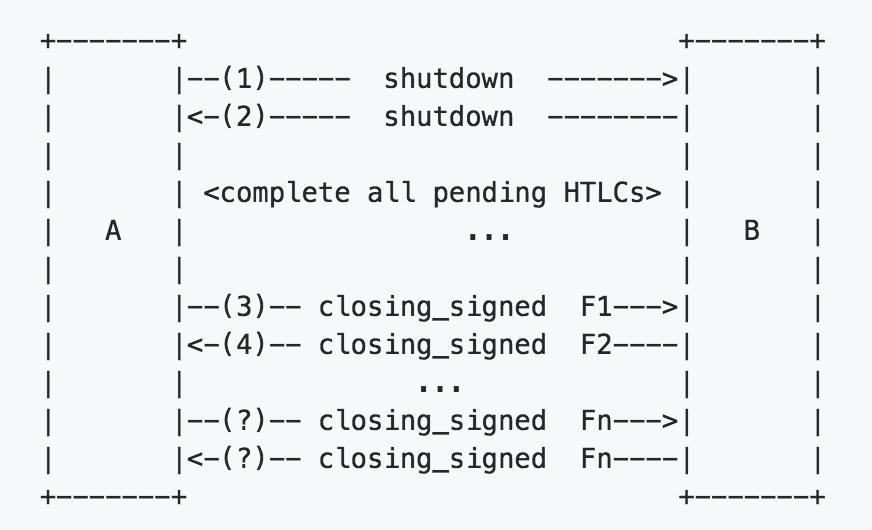 +-------+                              +-------+
|       |--(1)-----  shutdown  ------->|       |
|       |<-(2)-----  shutdown  --------|       |
|       |                              |       |
|       | <complete all pending HTLCs> |       |
|   A   |                 ...          |   B   |
|       |                              |       |
|       |--(3)-- closing_signed  F1--->|       |
|       |<-(4)-- closing_signed  F2----|       |
|       |              ...             |       |
|       |--(?)-- closing_signed  Fn--->|       |
|       |<-(?)-- closing_signed  Fn----|       |
+-------+                              +-------+